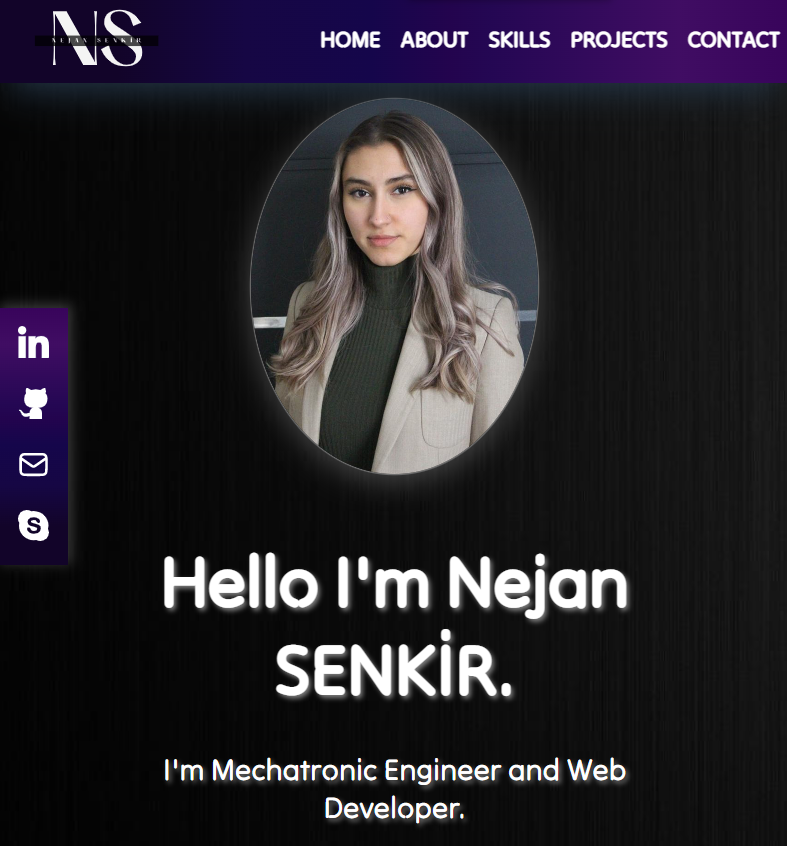 NS
NEJAN SENKIR
HOME ABOUT SKILLS PROJECTS CONTACT
in
S
Hello I'm Nejan
SENKİR.
I'm Mechatronic Engineer and Web
Developer.